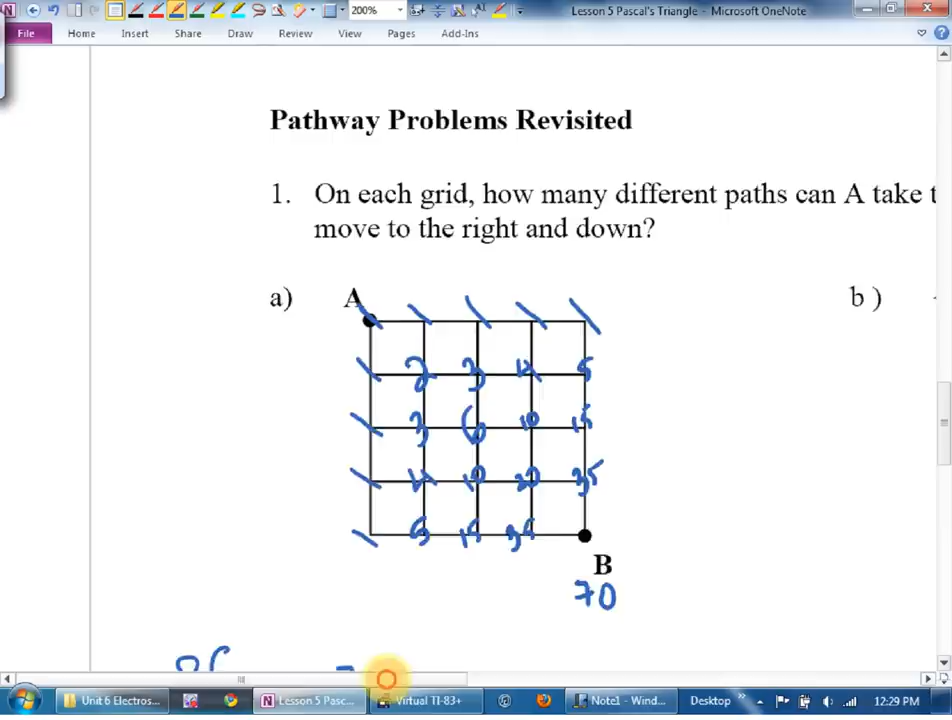 200%
Lesson 5 Pascal's Triangle - Microsoft OneNote
File Home Insert Share Draw Review View Pages Add-Ins
Pathway Problems Revisited
1. On each grid, how many different paths can A take t
move to the right and down?
a) A b )
1 1 1 1 1
1 2 3 4 5
1 3 6 10 15
1 4 10 20 35
1 5 15 35
B
70
Unit 6 Electros... Lesson 5 Pasc... Virtual TI-83+ Note1 - Wind... Desktop 12:29 PM